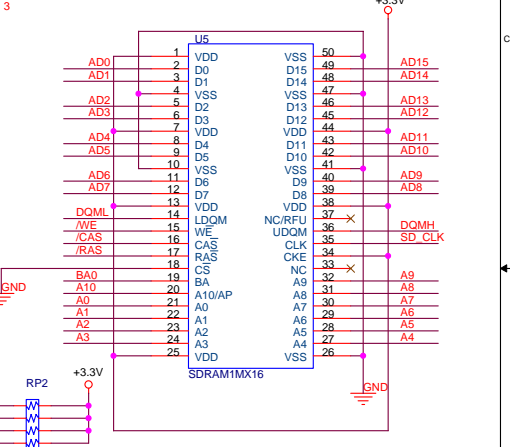 3
+3.3V
C
U5
1 VDD VSS 50
AD0 2 D0 D15 49 AD15
AD1 3 D1 D14 48 AD14
4 VSS VSS 47
AD2 5 D2 D13 46 AD13
AD3 6 D3 D12 45 AD12
7 VDD VDD 44
AD4 8 D4 D11 43 AD11
AD5 9 D5 D10 42 AD10
10 VSS VSS 41
AD6 11 D6 D9 40 AD9
AD7 12 D7 D8 39 AD8
13 VDD VDD 38
DQML 14 LDQM NC/RFU 37
/WE 15 WE UDQM 36 DQMH
/CAS 16 CAS CLK 35 SD_CLK
/RAS 17 RAS CKE 34
18 CS NC 33
BA0 19 BA A9 32 A9
A10 20 A10/AP A8 31 A8
A0 21 A0 A7 30 A7
A1 22 A1 A6 29 A6
A2 23 A2 A5 28 A5
A3 24 A3 A4 27 A4
25 VDD VSS 26
SDRAM1MX16
GND
GND
+3.3V
RP2